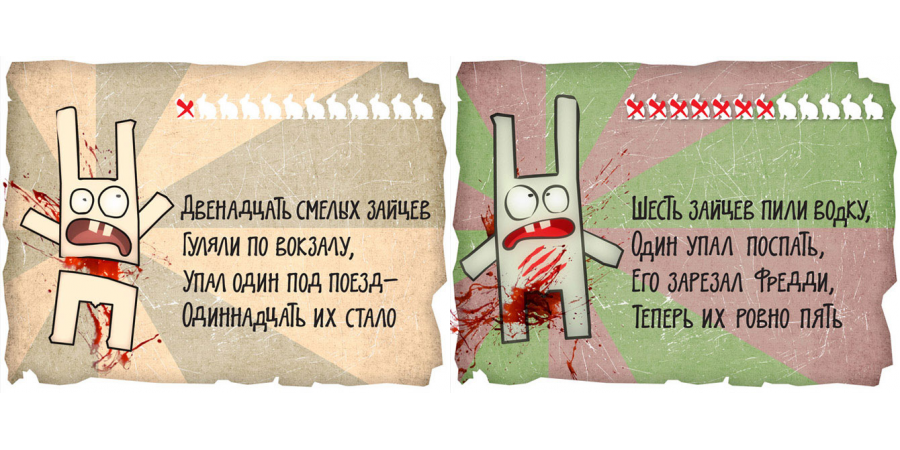 Двенадцать смелых зайцев
Гуляли по вокзалу,
Упал один под поезд–
Одиннадцать их стало
Шесть зайцев пили водку,
Один упал поспать,
Его зарезал Фредди,
Теперь их ровно пять